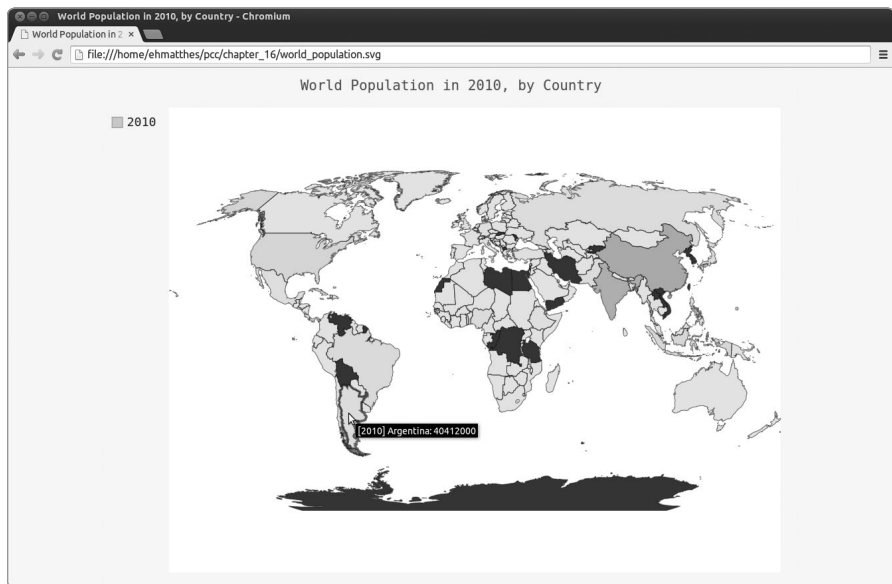 World Population in 2010, by Country - Chromium
World Population in 2
file:///home/ehmatthes/pcc/chapter_16/world_population.svg
World Population in 2010, by Country
2010
[2010] Argentina: 40412000